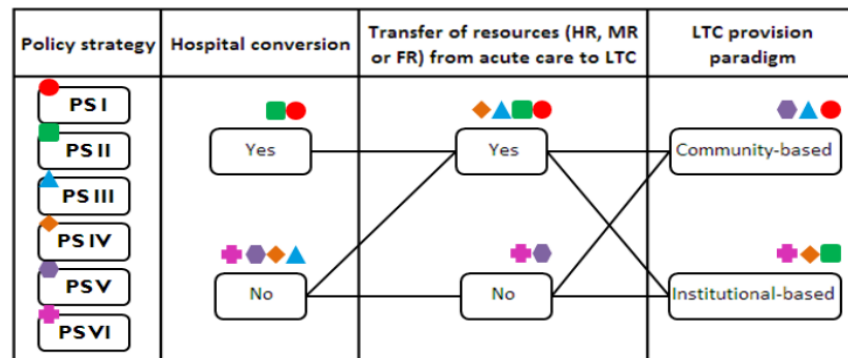 Policy strategy
Hospital conversion
Transfer of resources (HR, MR
or FR) from acute care to LTC
LTC provision
paradigm
PS I
PS II
PS III
PS IV
PS V
PS VI
Yes
No
Yes
No
Community-based
Institutional-based